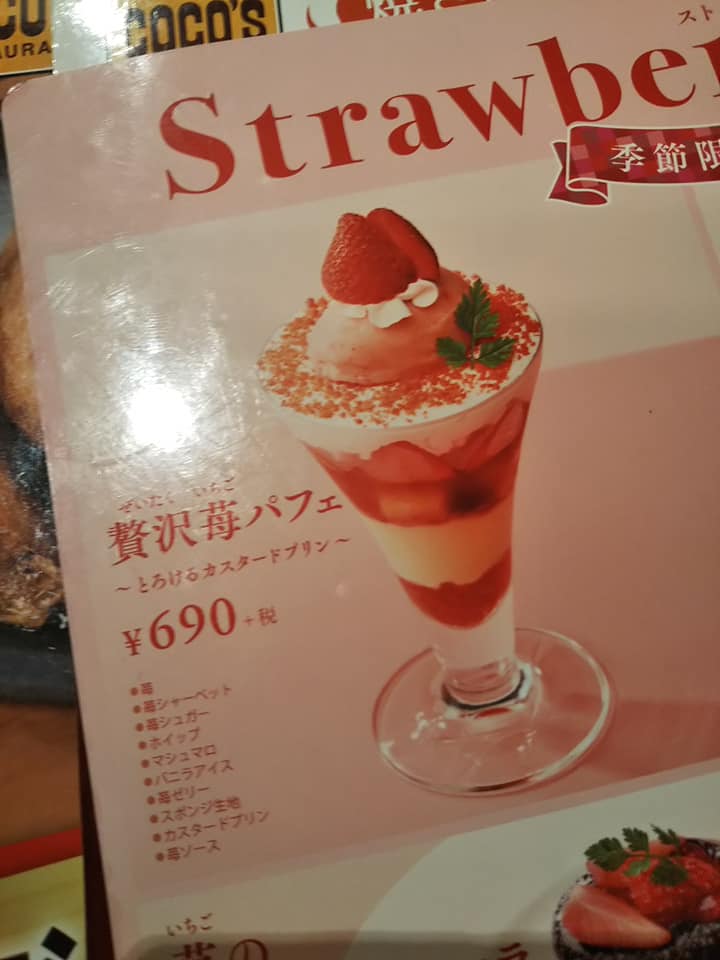 COCO'S
Strawber
スト
季節限
ぜいたく いちご
贅沢苺パフェ
～とろけるカスタードプリン～
¥690+税
●苺
●苺シャーベット
●苺シュガー
●ホイップ
●マシュマロ
●バニラアイス
●苺ゼリー
●スポンジ生地
●カスタードプリン
●苺ソース
いちご
苺の